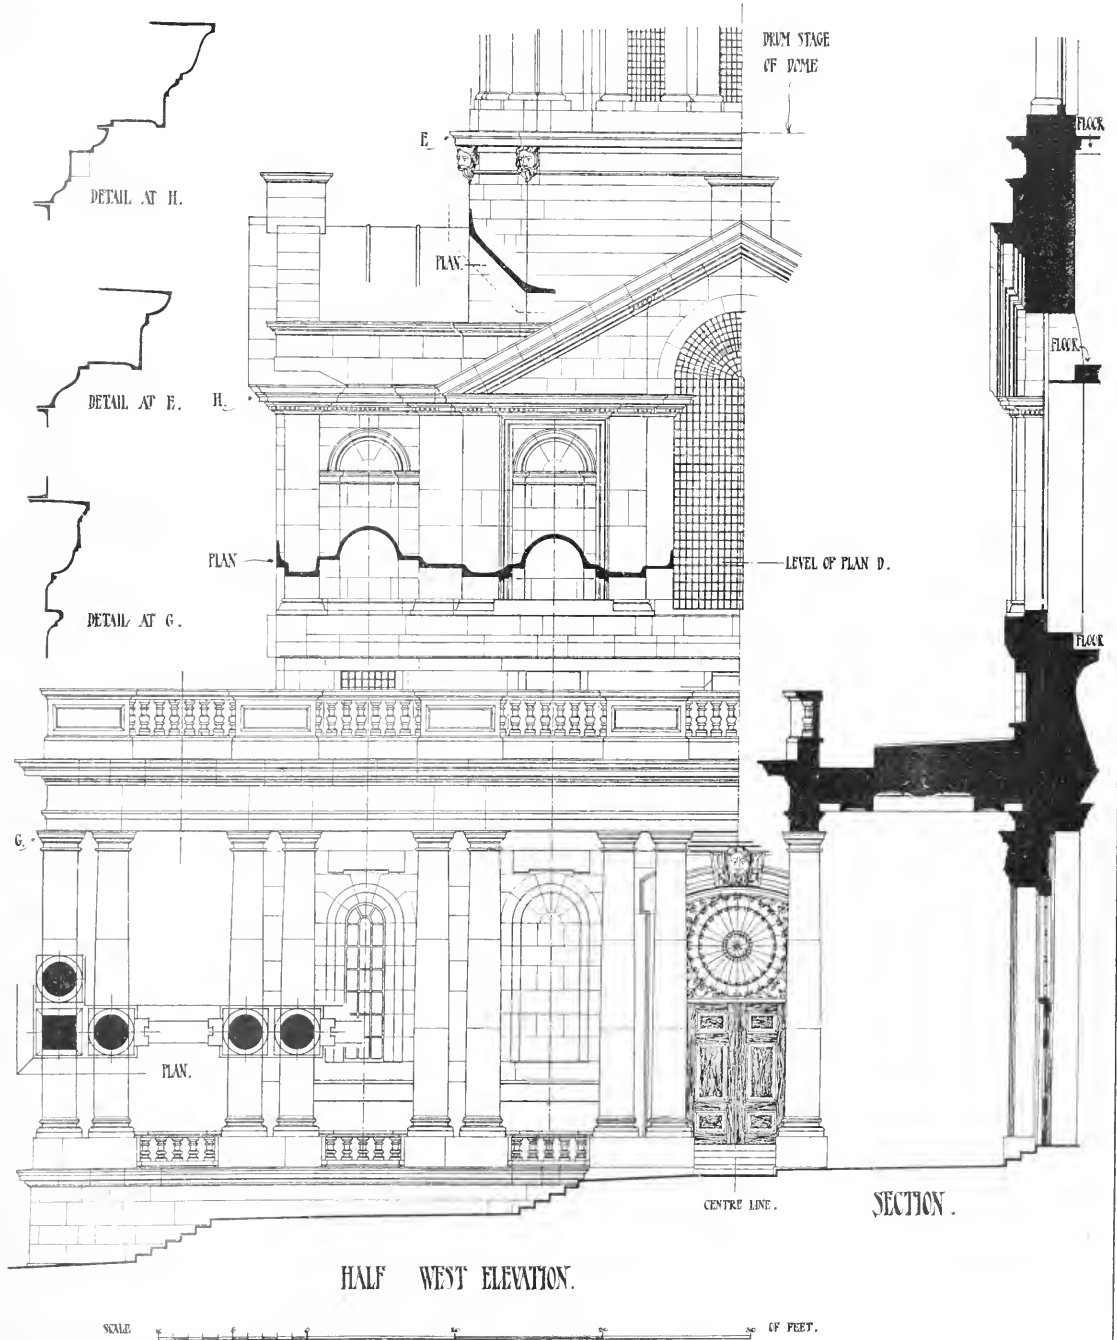 DRUM STAGE
OF DOME
E.
FLOOR
DETAIL AT H.
PLAN.
FLOOR
DETAIL AT E.
H.
PLAN
LEVEL OF PLAN D.
DETAIL AT G.
FLOOR
G.
PLAN.
CENTRE LINE.
SECTION.
HALF WEST ELEVATION.
SCALE
OF FEET.